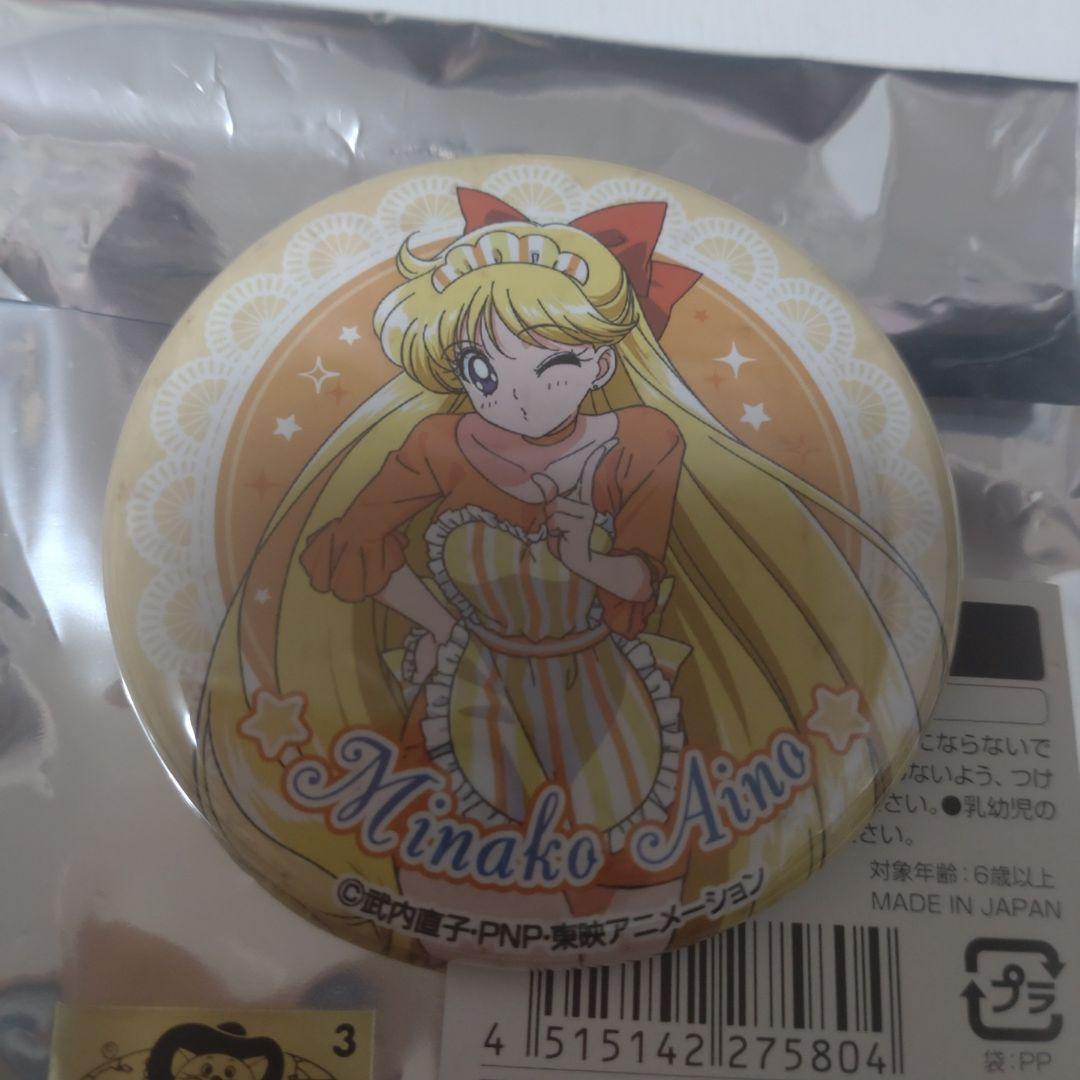 Minako Aino
©武内直子・PNP・東映アニメーション
にならないで
しないよう、つけ
さい。●乳幼児の
さい。
対象年齢：6歳以上
MADE IN JAPAN
プラ
袋：PP
4 515142 275804
3